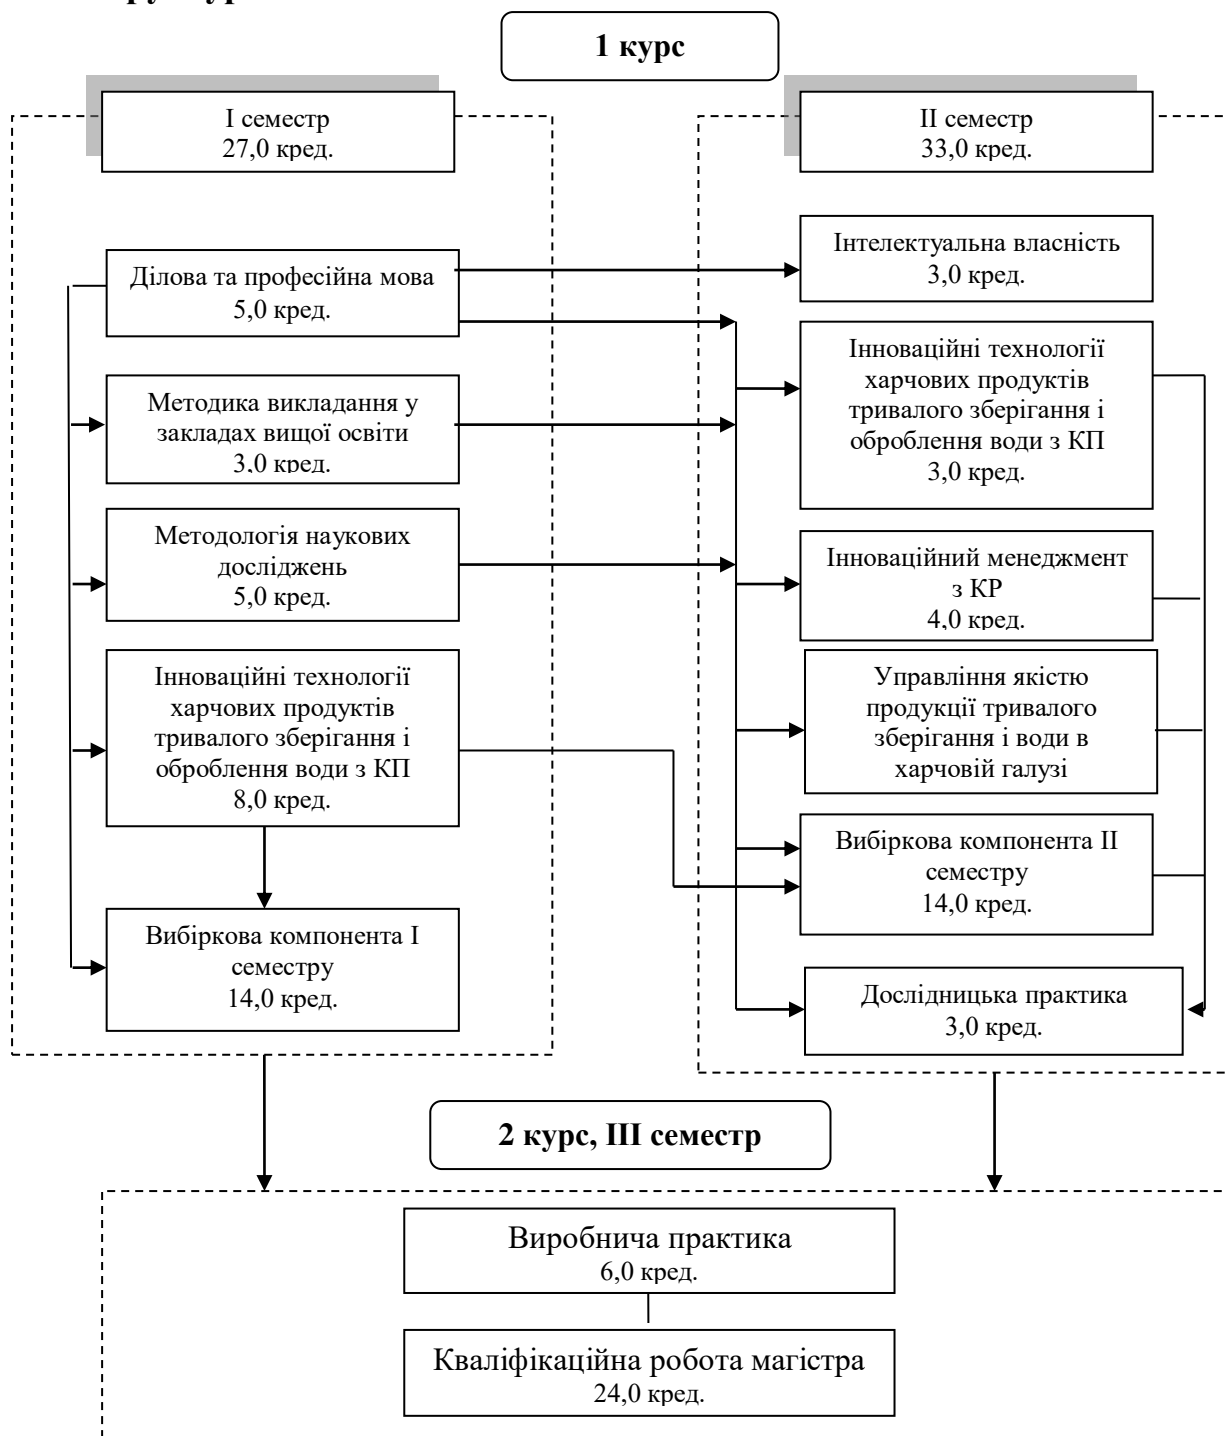 1 курс
І семестр
27,0 кред.
Ділова та професійна мова
5,0 кред.
Методика викладання у
закладах вищої освіти
3,0 кред.
Методологія наукових
досліджень
5,0 кред.
Інноваційні технології
харчових продуктів
тривалого зберігання і
оброблення води з КП
8,0 кред.
Вибіркова компонента І
семестру
14,0 кред.
ІІ семестр
33,0 кред.
Інтелектуальна власність
3,0 кред.
Інноваційні технології
харчових продуктів
тривалого зберігання і
оброблення води з КП
3,0 кред.
Інноваційний менеджмент
з КР
4,0 кред.
Управління якістю
продукції тривалого
зберігання і води в
харчовій галузі
Вибіркова компонента ІІ
семестру
14,0 кред.
Дослідницька практика
3,0 кред.
2 курс, ІІІ семестр
Виробнича практика
6,0 кред.
Кваліфікаційна робота магістра
24,0 кред.